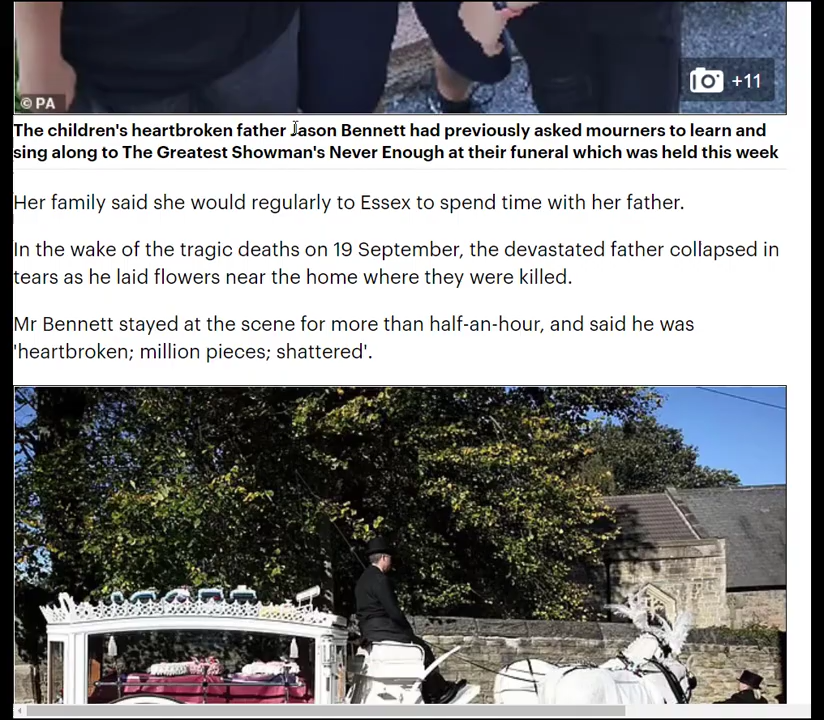 © PA
+11
The children's heartbroken father Jason Bennett had previously asked mourners to learn and
sing along to The Greatest Showman's Never Enough at their funeral which was held this week
Her family said she would regularly to Essex to spend time with her father.
In the wake of the tragic deaths on 19 September, the devastated father collapsed in
tears as he laid flowers near the home where they were killed.
Mr Bennett stayed at the scene for more than half-an-hour, and said he was
'heartbroken; million pieces; shattered'.